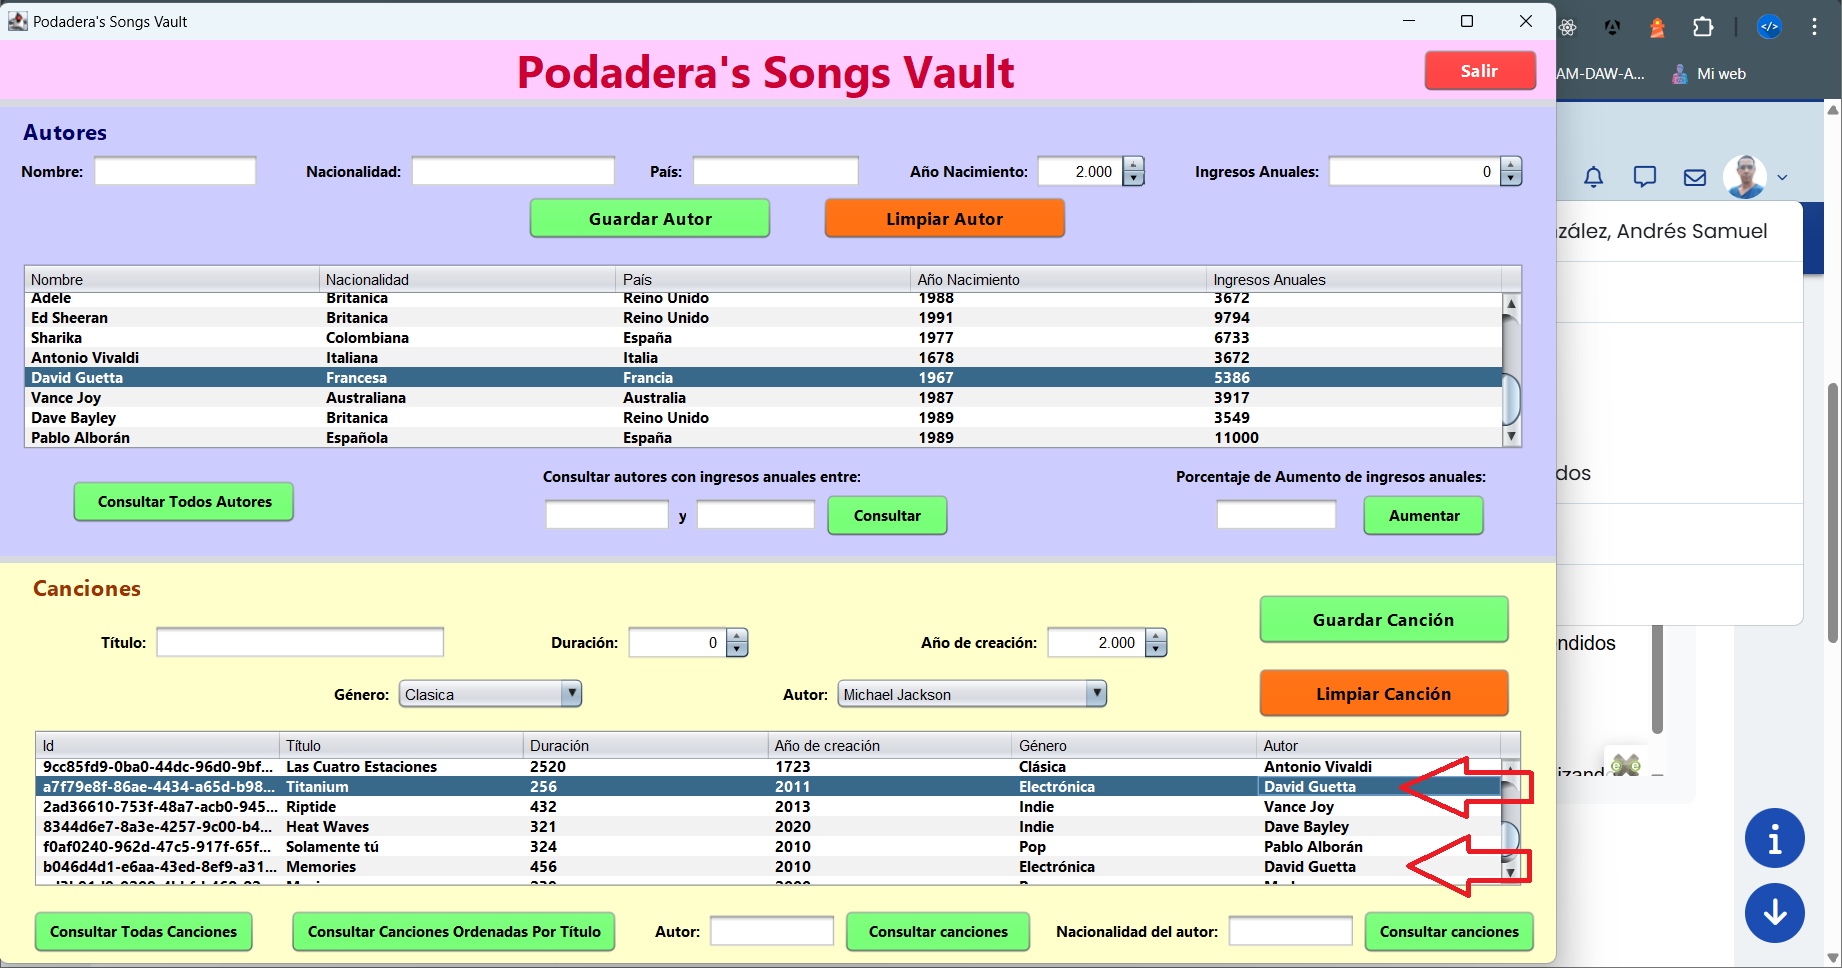 Podadera's Songs Vault
Podadera's Songs Vault
Salir
AM-DAW-A...
Mi web
Autores
Nombre:
Nacionalidad:
País:
Año Nacimiento:
2.000
Ingresos Anuales:
0
Guardar Autor
Limpiar Autor
zález, Andrés Samuel
Nombre Nacionalidad País Año Nacimiento Ingresos Anuales
Adele Britanica Reino Unido 1988 3672
Ed Sheeran Britanica Reino Unido 1991 9794
Sharika Colombiana España 1977 6733
Antonio Vivaldi Italiana Italia 1678 3672
David Guetta Francesa Francia 1967 5386
Vance Joy Australiana Australia 1987 3917
Dave Bayley Britanica Reino Unido 1989 3549
Pablo Alborán Española España 1989 11000
dos
Consultar Todos Autores
Consultar autores con ingresos anuales entre:
y
Consultar
Porcentaje de Aumento de ingresos anuales:
Aumentar
Canciones
Título:
Duración:
0
Año de creación:
2.000
Guardar Canción
ndidos
Género:
Clasica
Autor:
Michael Jackson
Limpiar Canción
Id Título Duración Año de creación Género Autor
9cc85fd9-0ba0-44dc-96d0-9bf... Las Cuatro Estaciones 2520 1723 Clásica Antonio Vivaldi
a7f79e8f-86ae-4434-a65d-b98... Titanium 256 2011 Electrónica David Guetta
2ad36610-753f-48a7-acb0-945... Riptide 432 2013 Indie Vance Joy
8344d6e7-8a3e-4257-9c00-b4... Heat Waves 321 2020 Indie Dave Bayley
f0af0240-962d-47c5-917f-65f... Solamente tú 324 2010 Pop Pablo Alborán
b046d4d1-e6aa-43ed-8ef9-a31... Memories 456 2010 Electrónica David Guetta
izand
Consultar Todas Canciones
Consultar Canciones Ordenadas Por Título
Autor:
Consultar canciones
Nacionalidad del autor:
Consultar canciones